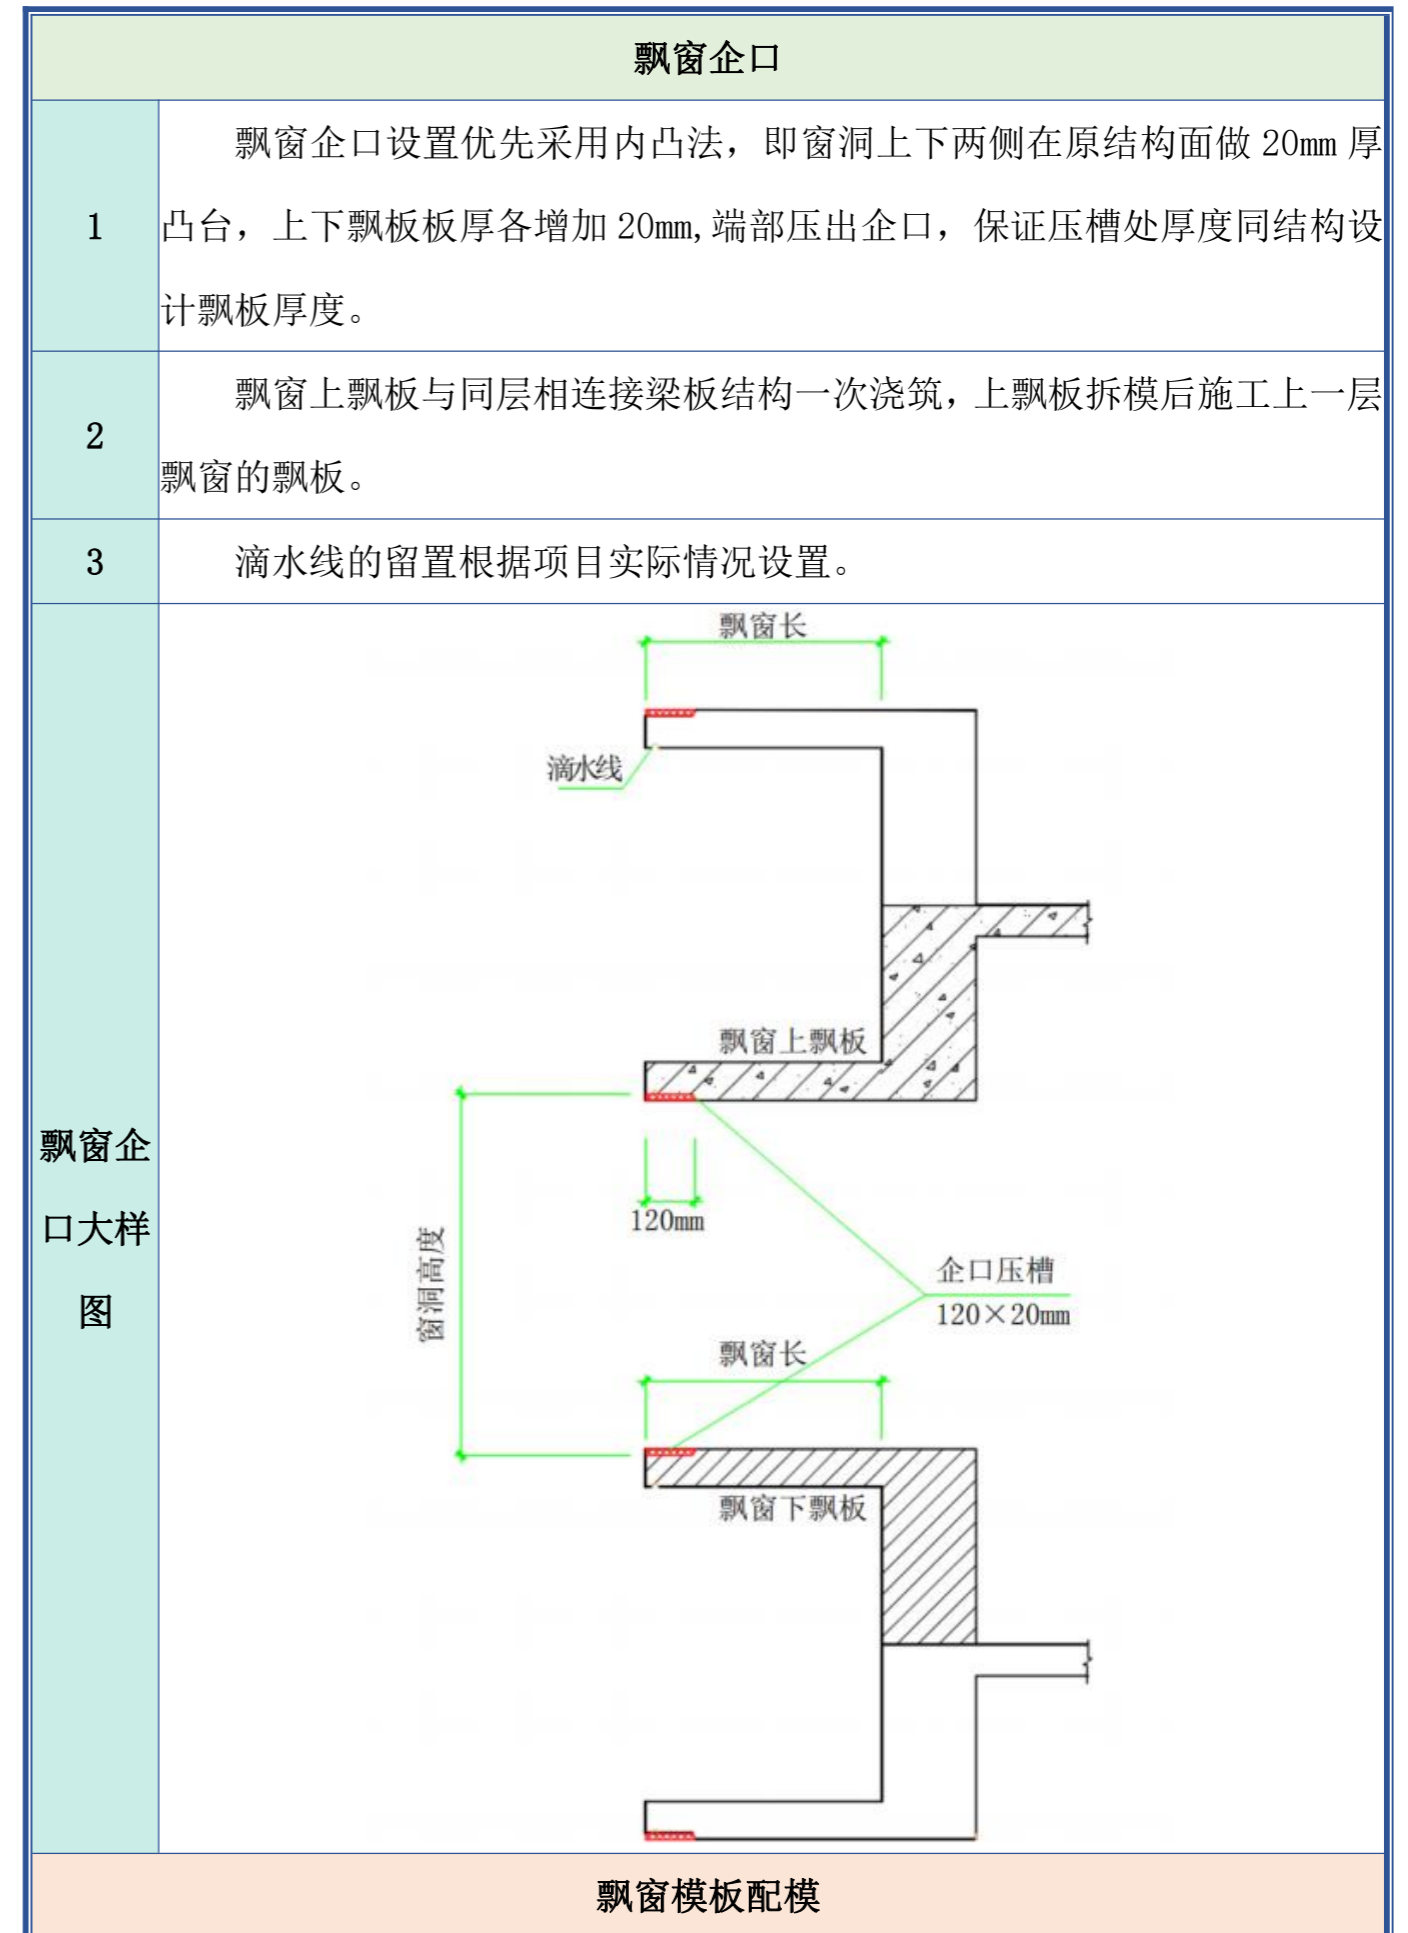 飘窗企口
1
飘窗企口设置优先采用内凸法，即窗洞上下两侧在原结构面做 20mm 厚
凸台，上下飘板板厚各增加 20mm,端部压出企口，保证压槽处厚度同结构设
计飘板厚度。
2
飘窗上飘板与同层相连接梁板结构一次浇筑，上飘板拆模后施工上一层
飘窗的飘板。
3
滴水线的留置根据项目实际情况设置。
飘窗企
口大样
图
飘窗长
滴水线
飘窗上飘板
120mm
窗洞高度
企口压槽
120×20mm
飘窗长
飘窗下飘板
飘窗模板配模